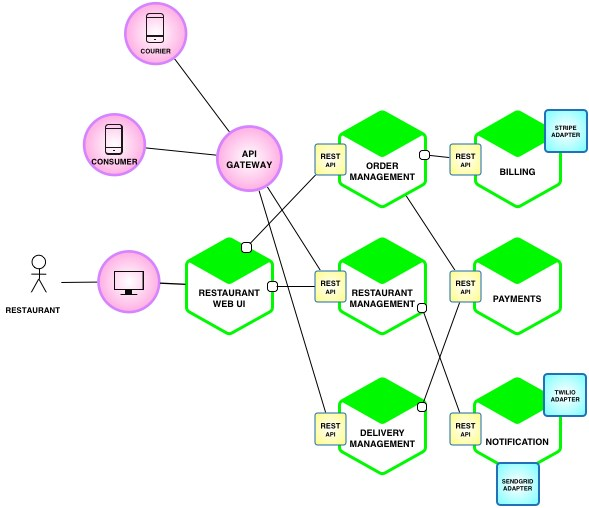 COURIER
CONSUMER
API
GATEWAY
REST
API
ORDER
MANAGEMENT
REST
API
BILLING
STRIPE
ADAPTER
RESTAURANT
RESTAURANT
WEB UI
REST
API
RESTAURANT
MANAGEMENT
REST
API
PAYMENTS
REST
API
DELIVERY
MANAGEMENT
REST
API
NOTIFICATION
TWILIO
ADAPTER
SENDGRID
ADAPTER